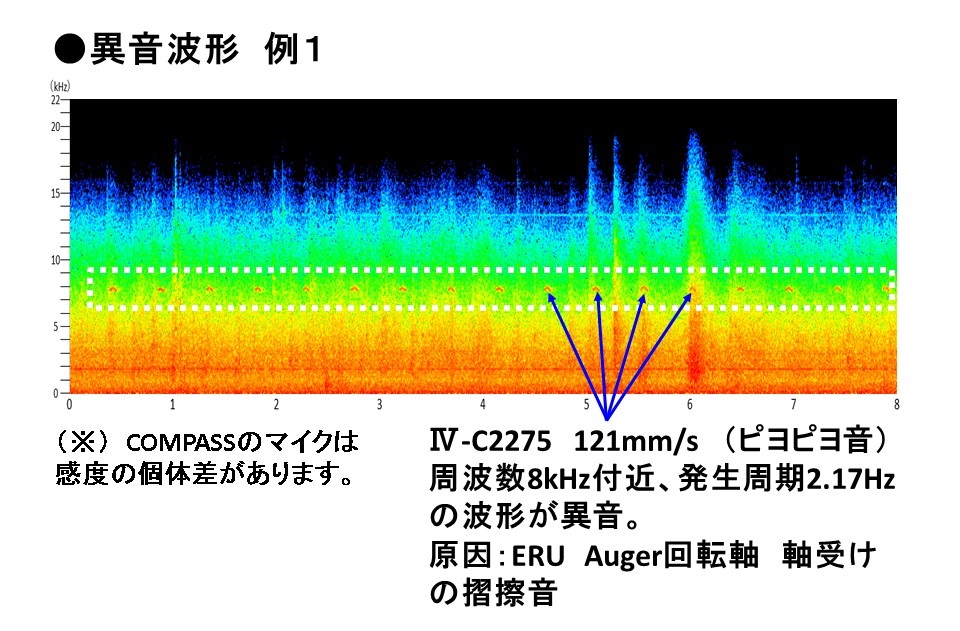 ●異音波形　例１
(kHz)
22
20
15
10
5
0
0 1 2 3 4 5 6 7 8
（※） COMPASSのマイクは
感度の個体差があります。
Ⅳ-C2275　121mm/s　（ピヨピヨ音）
周波数8kHz付近、発生周期2.17Hz
の波形が異音。
原因：ERU　Auger回転軸　軸受け
の摺擦音